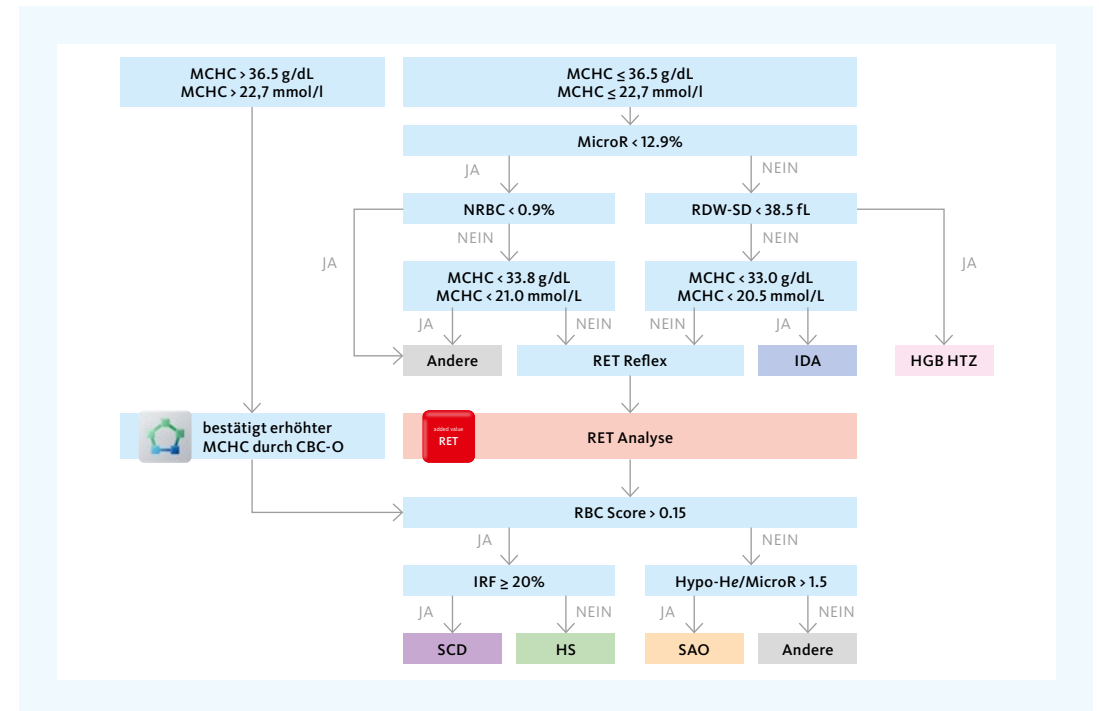 MCHC > 36.5 g/dL
MCHC > 22,7 mmol/l
MCHC ≤ 36.5 g/dL
MCHC ≤ 22,7 mmol/l
MicroR < 12.9%
JA
NEIN
NRBC < 0.9%
RDW-SD < 38.5 fL
NEIN
NEIN
JA
JA
MCHC < 33.8 g/dL
MCHC < 21.0 mmol/L
MCHC < 33.0 g/dL
MCHC < 20.5 mmol/L
JA
NEIN
NEIN
JA
Andere
RET Reflex
IDA
HGB HTZ
bestätigt erhöhter
MCHC durch CBC-O
added value
RET
RET Analyse
RBC Score > 0.15
JA
NEIN
IRF ≥ 20%
Hypo-He/MicroR > 1.5
JA
NEIN
JA
NEIN
SCD
HS
SAO
Andere